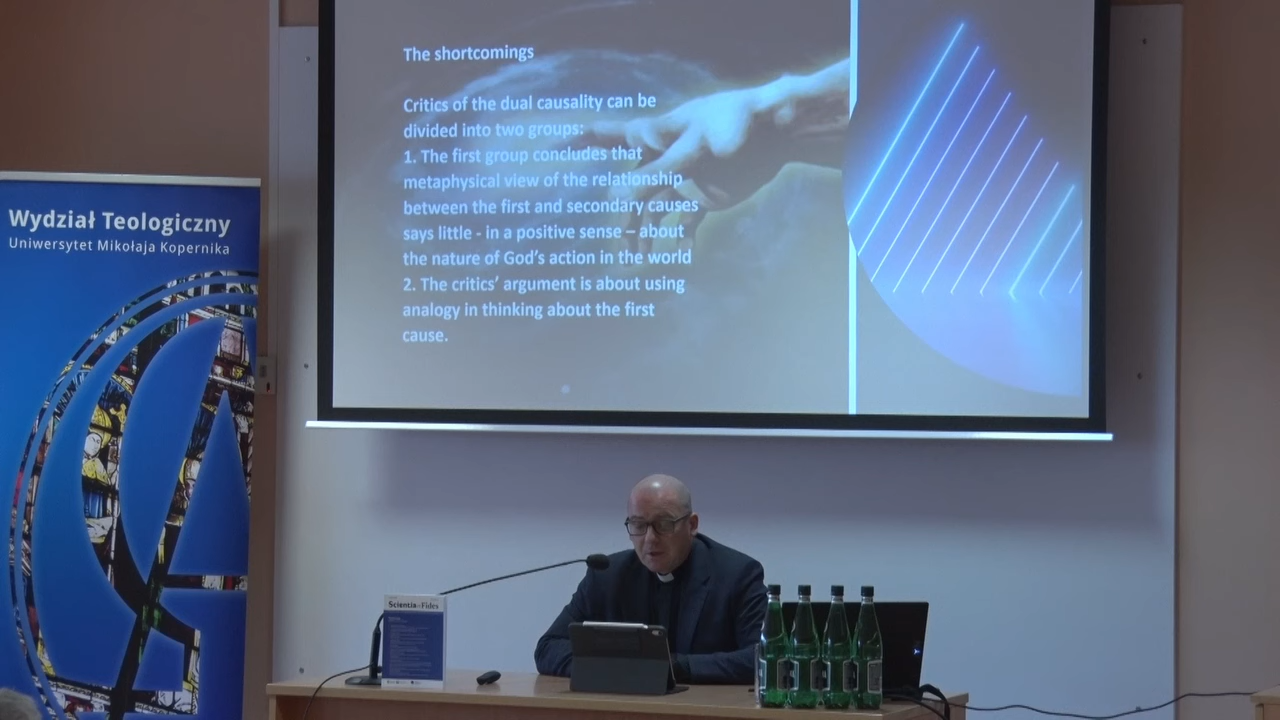 The shortcomings
Critics of the dual causality can be
divided into two groups:
1. The first group concludes that
metaphysical view of the relationship
between the first and secondary causes
says little - in a positive sense – about
the nature of God's action in the world
2. The critics' argument is about using
analogy in thinking about the first
cause.
Wydział Teologiczny
Uniwersytet Mikołaja Kopernika
Scientia et Fides